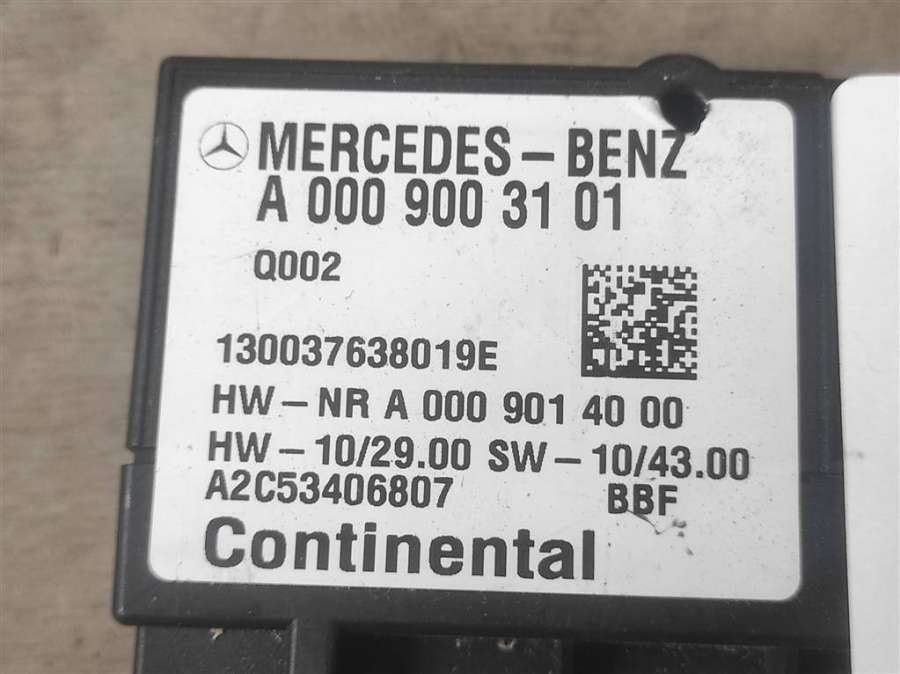 MERCEDES-BENZ
A 000 900 31 01
Q002
130037638019E
HW-NR A 000 901 40 00
HW-10/29.00 SW-10/43.00
A2C53406807 BBF
Continental